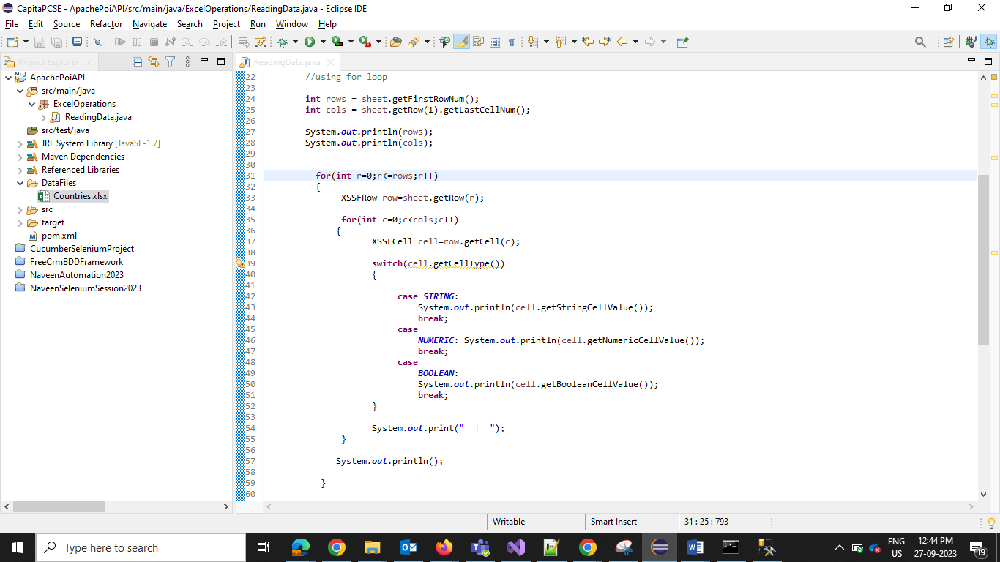 CapitaPCSE - ApachePoiAPI/src/main/java/ExcelOperations/ReadingData.java - Eclipse IDE
File Edit Source Refactor Navigate Search Project Run Window Help
Project Explorer
ReadingData.java
ApachePoiAPI
src/main/java
ExcelOperations
ReadingData.java
src/test/java
JRE System Library [JavaSE-1.7]
Maven Dependencies
Referenced Libraries
DataFiles
Countries.xlsx
src
target
pom.xml
CucumberSeleniumProject
FreeCrmBDDFramework
NaveenAutomation2023
NaveenSeleniumSession2023
22 //using for loop
23
24 int rows = sheet.getFirstRowNum();
25 int cols = sheet.getRow(1).getLastCellNum();
26
27 System.out.println(rows);
28 System.out.println(cols);
29
30
31 for(int r=0;r<=rows;r++)
32 {
33 XSSFRow row=sheet.getRow(r);
34
35 for(int c=0;c<cols;c++)
36 {
37 XSSFCell cell=row.getCell(c);
38
39 switch(cell.getCellType())
40 {
41
42 case STRING:
43 System.out.println(cell.getStringCellValue());
44 break;
45 case
46 NUMERIC: System.out.println(cell.getNumericCellValue());
47 break;
48 case
49 BOOLEAN:
50 System.out.println(cell.getBooleanCellValue());
51 break;
52 }
53
54 System.out.print("  |  ");
55 }
56
57 System.out.println();
58
59 }
60
Writable Smart Insert 31 : 25 : 793
Type here to search
ENG
US
12:44 PM
27-09-2023
19